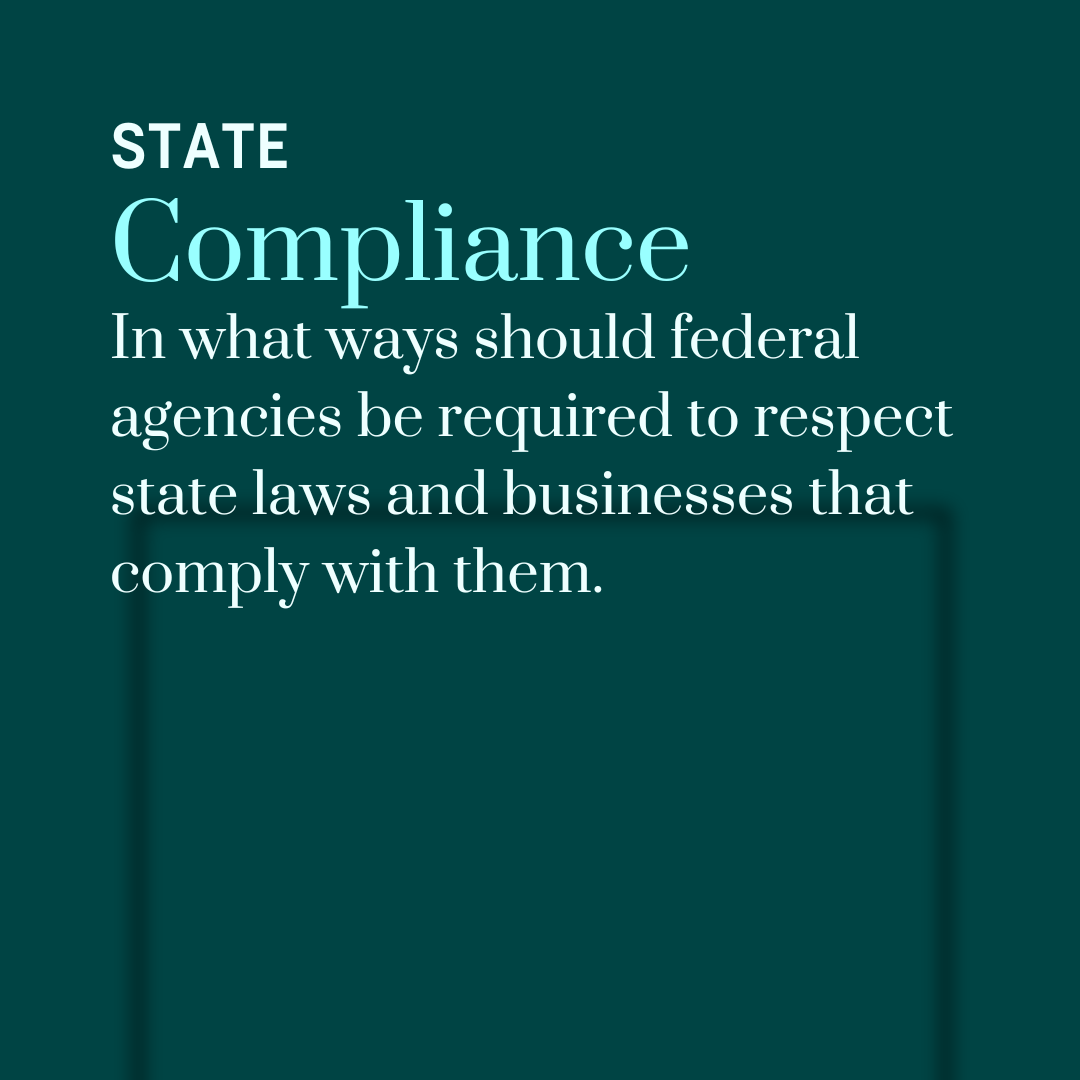 STATE
Compliance
In what ways should federal
agencies be required to respect
state laws and businesses that
comply with them.